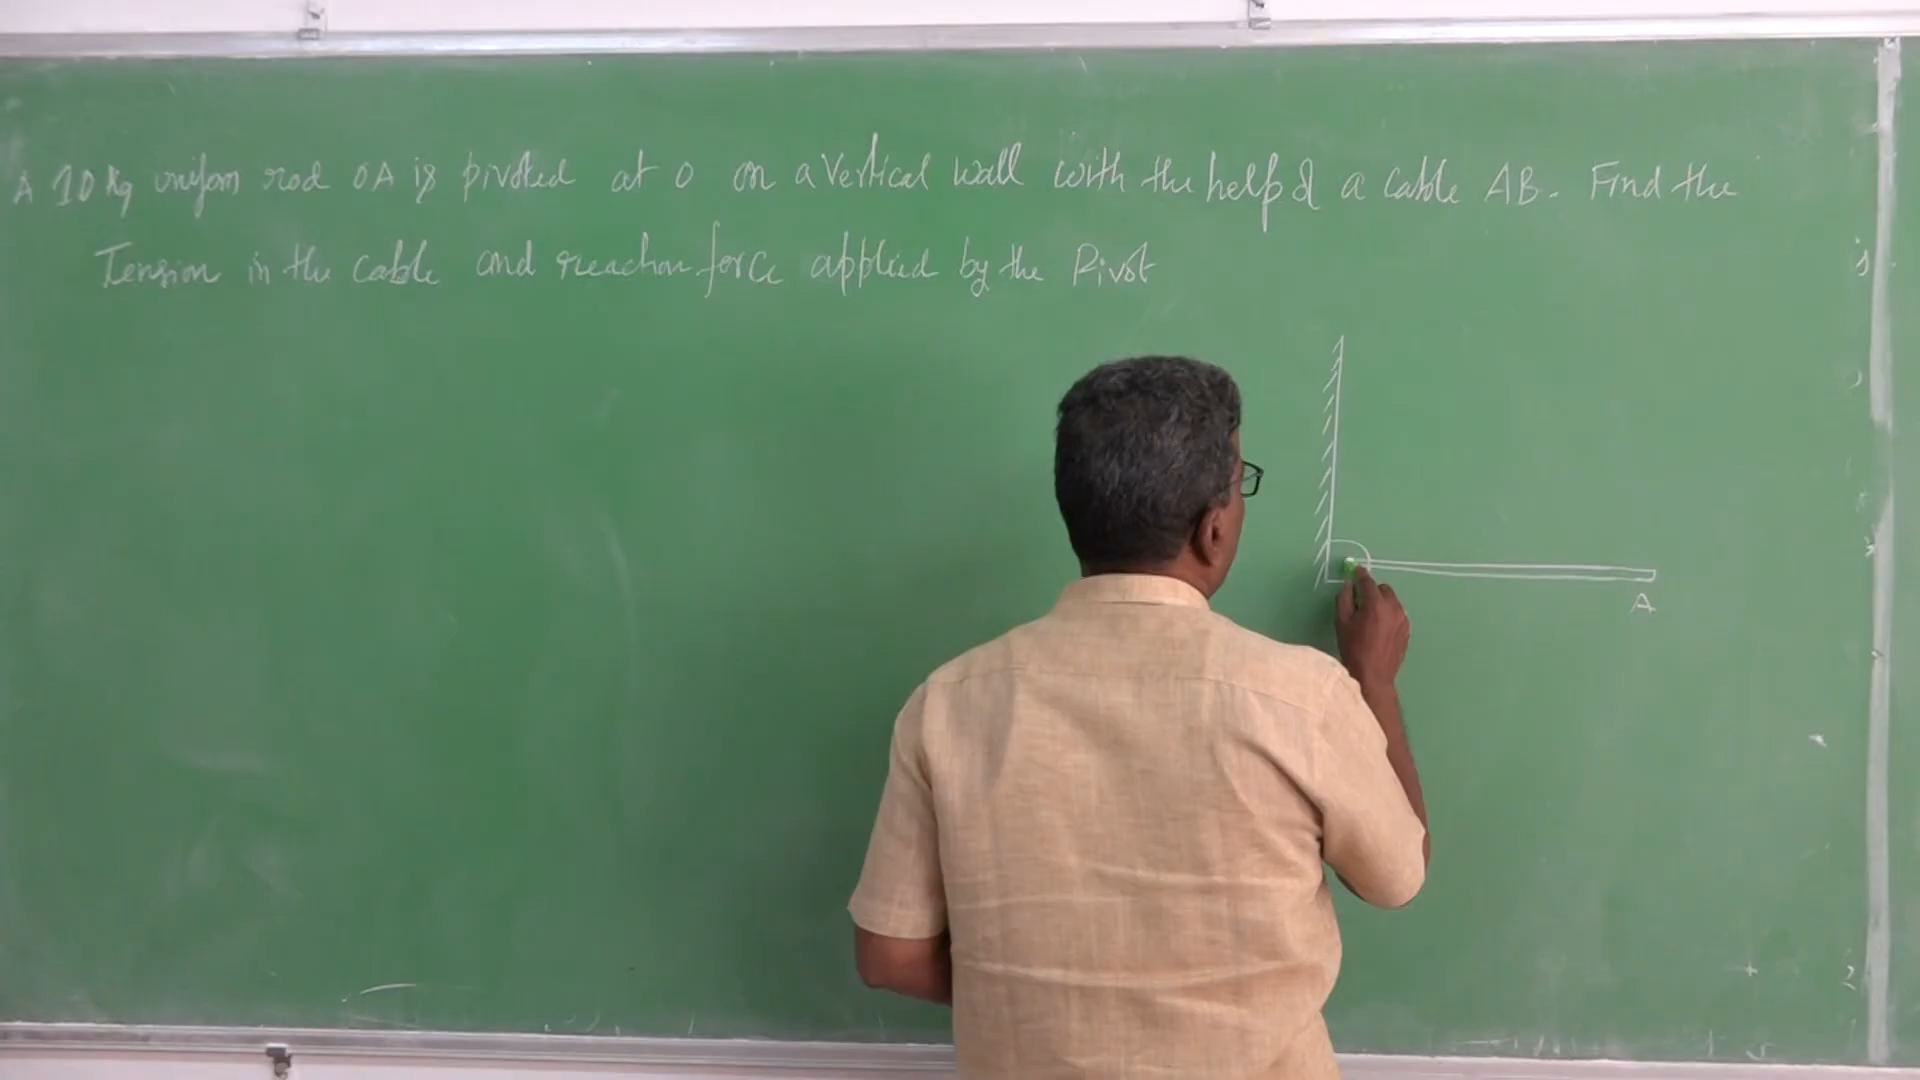 A 10 kg uniform rod OA is pivoted at O on a Vertical wall with the help of a cable AB. Find the
Tension in the cable and reaction force applied by the Pivot
A